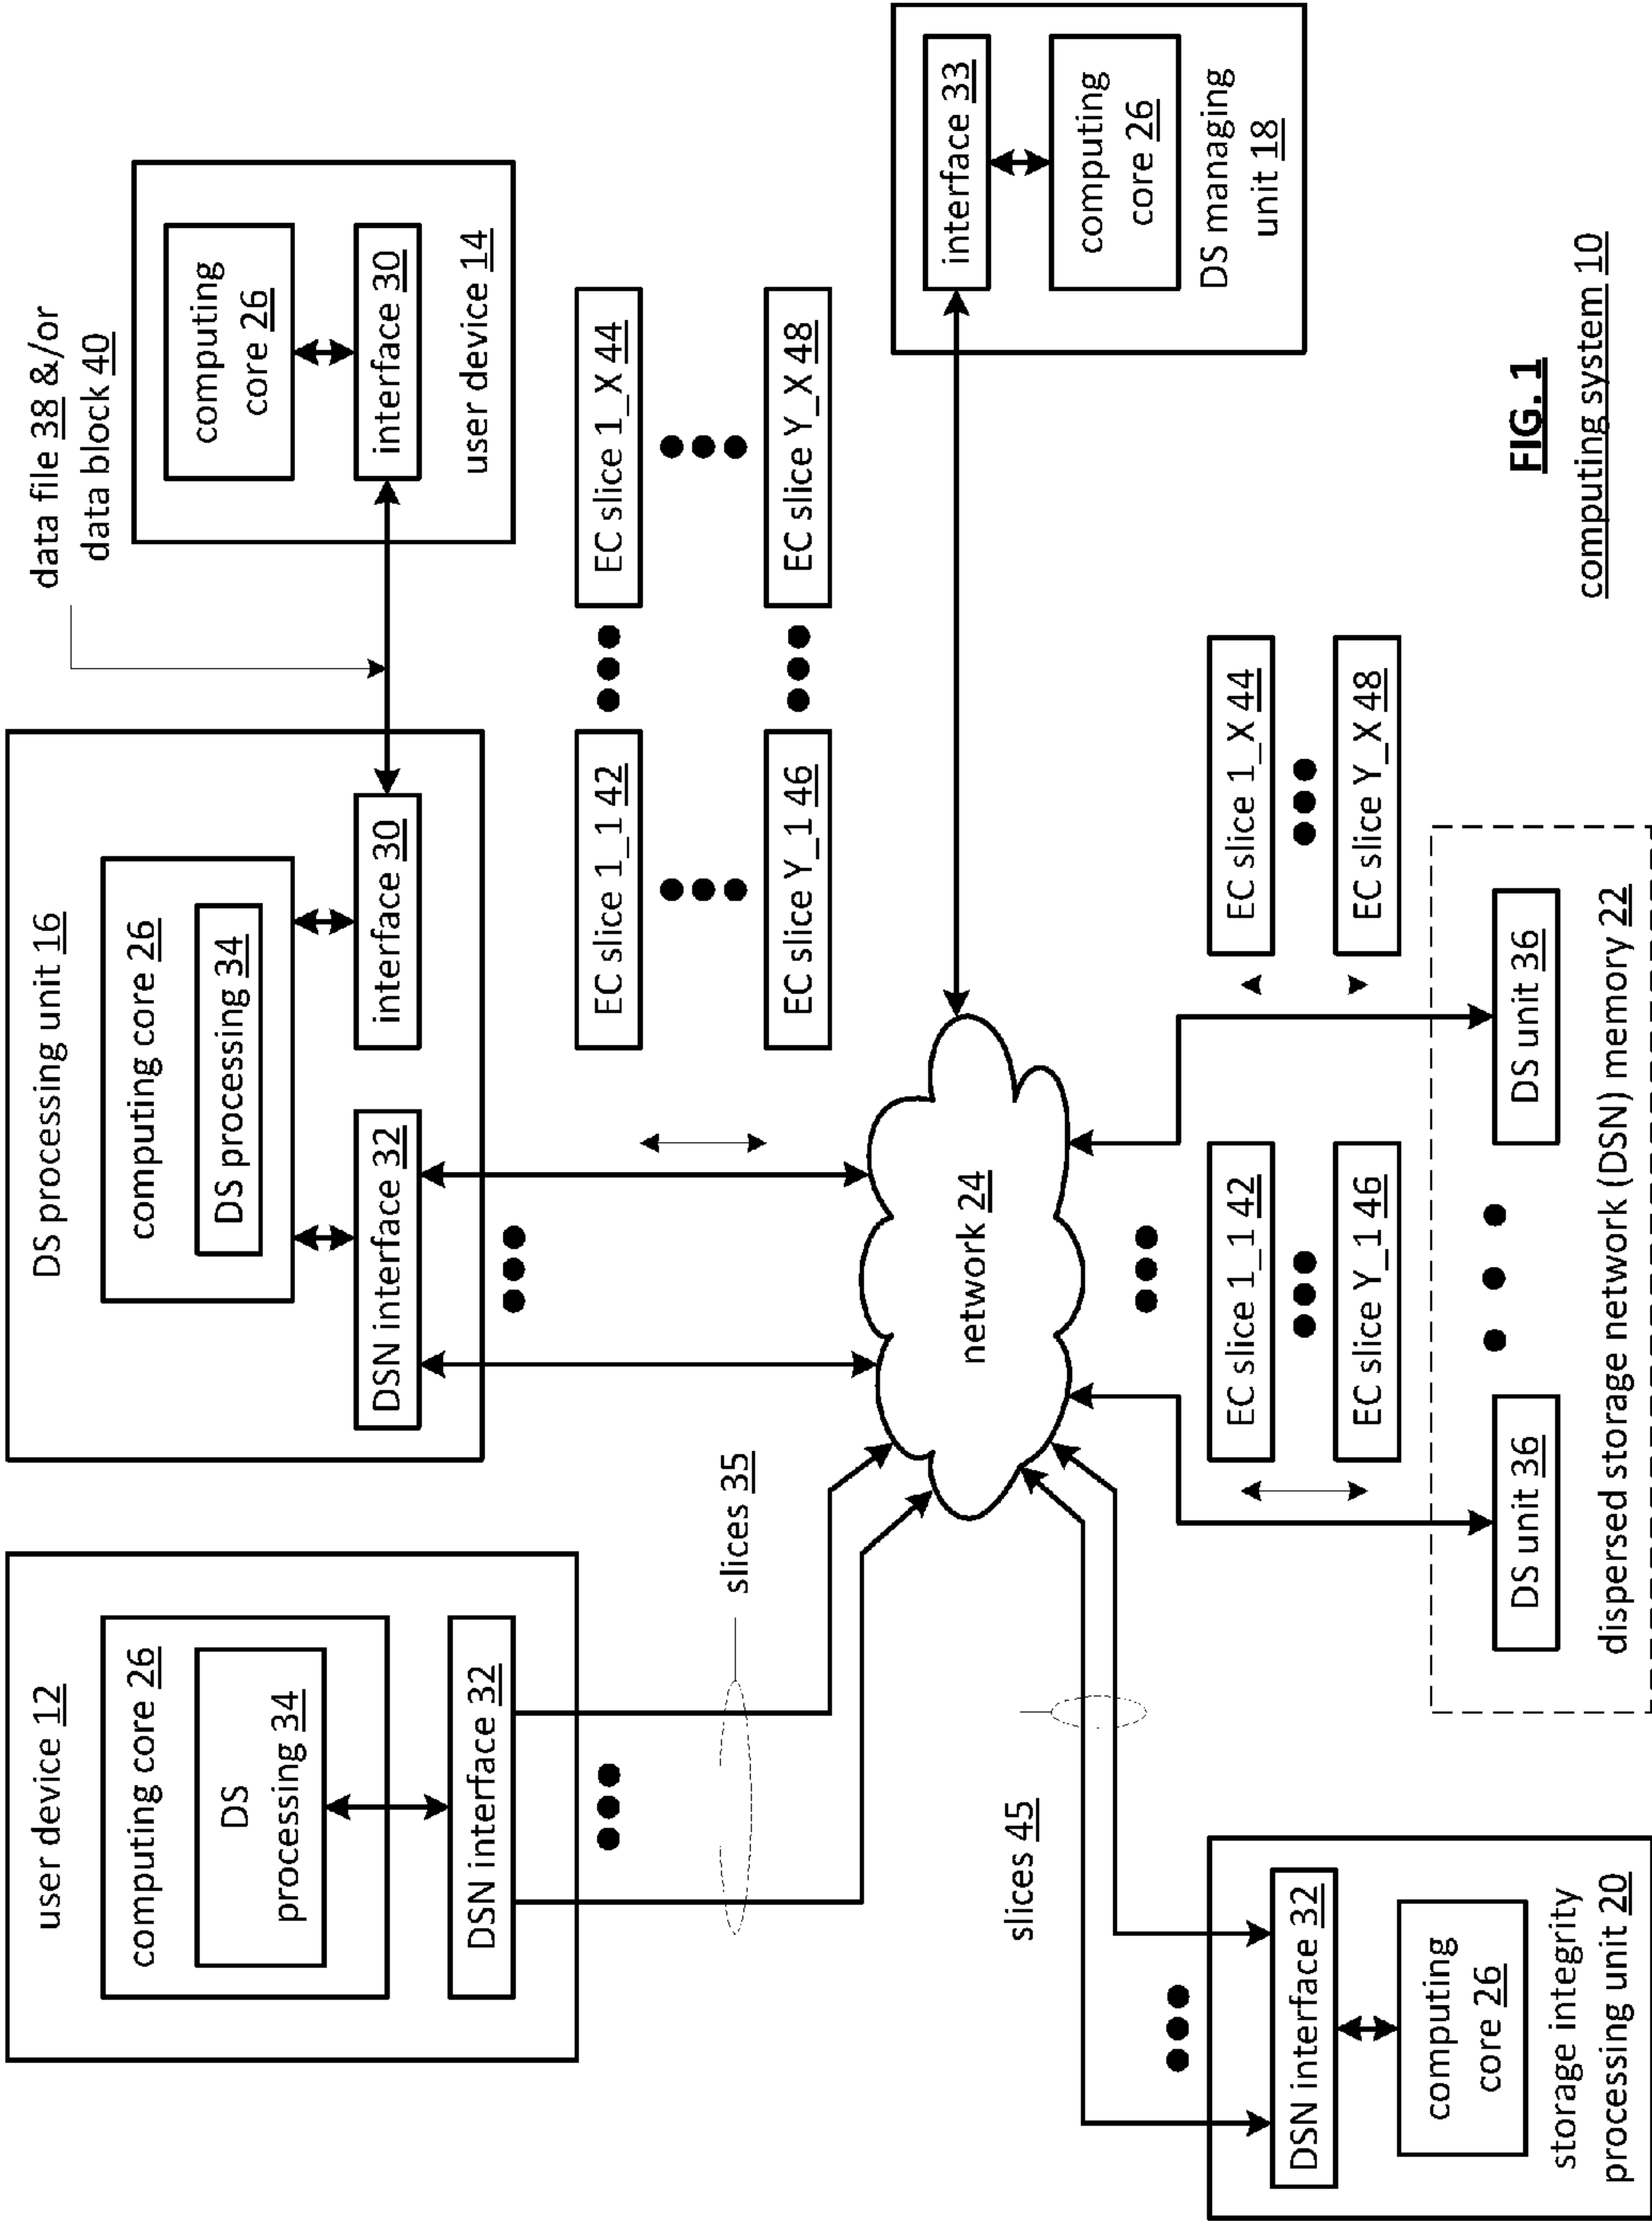 user device 12
computing core 26
DS
processing 34
DSN interface 32
slices 35
DS processing unit 16
computing core 26
DS processing 34
DSN interface 32
interface 30
data file 38 &/or
data block 40
computing
core 26
interface 30
user device 14
EC slice 1_1 42
EC slice 1_X 44
EC slice Y_1 46
EC slice Y_X 48
network 24
interface 33
computing
core 26
DS managing
unit 18
slices 45
DSN interface 32
computing
core 26
storage integrity
processing unit 20
EC slice 1_1 42
EC slice 1_X 44
EC slice Y_1 46
EC slice Y_X 48
DS unit 36
DS unit 36
dispersed storage network (DSN) memory 22
FIG. 1
computing system 10